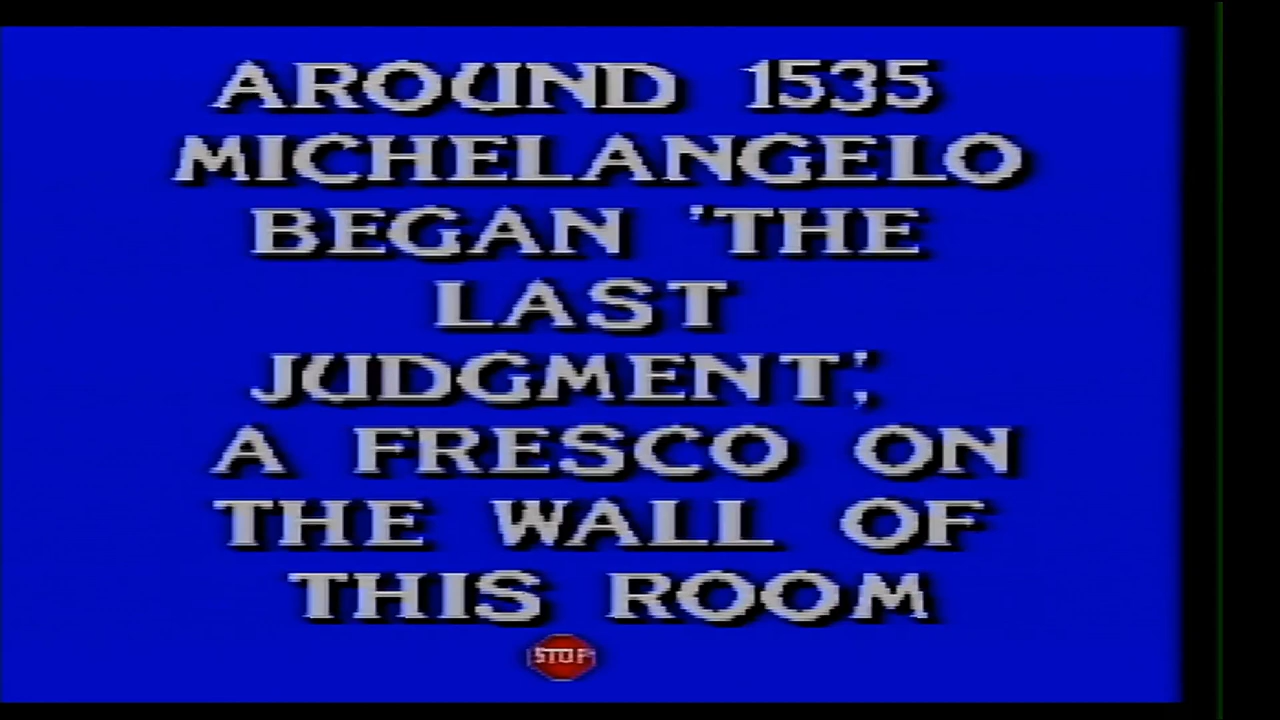 AROUND 1535
MICHELANGELO
BEGAN 'THE
LAST
JUDGMENT,'
A FRESCO ON
THE WALL OF
THIS ROOM
STOP